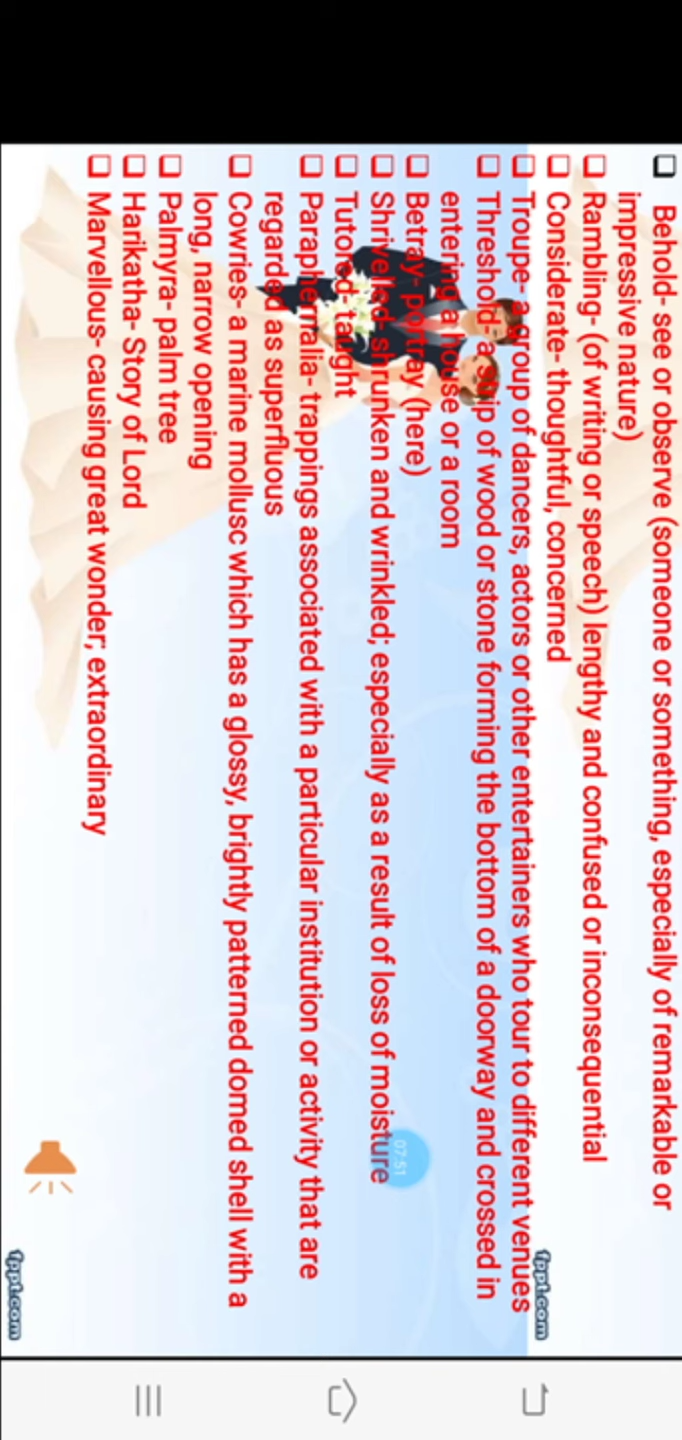 Behold- see or observe (someone or something, especially of remarkable or
impressive nature)
Rambling- (of writing or speech) lengthy and confused or inconsequential
Considerate- thoughtful, concerned
Troupe- a group of dancers, actors or other entertainers who tour to different venues
Threshold- a strip of wood or stone forming the bottom of a doorway and crossed in
entering a house or a room
Betray- portray (here)
Shrivelled- shrunken and wrinkled; especially as a result of loss of moisture
Tutored- taught
Paraphernalia- trappings associated with a particular institution or activity that are
regarded as superfluous
Cowries- a marine mollusc which has a glossy, brightly patterned domed shell with a
long, narrow opening
Palmyra- palm tree
Harikatha- Story of Lord
Marvellous- causing great wonder; extraordinary
07:51
fppt.com
fppt.com